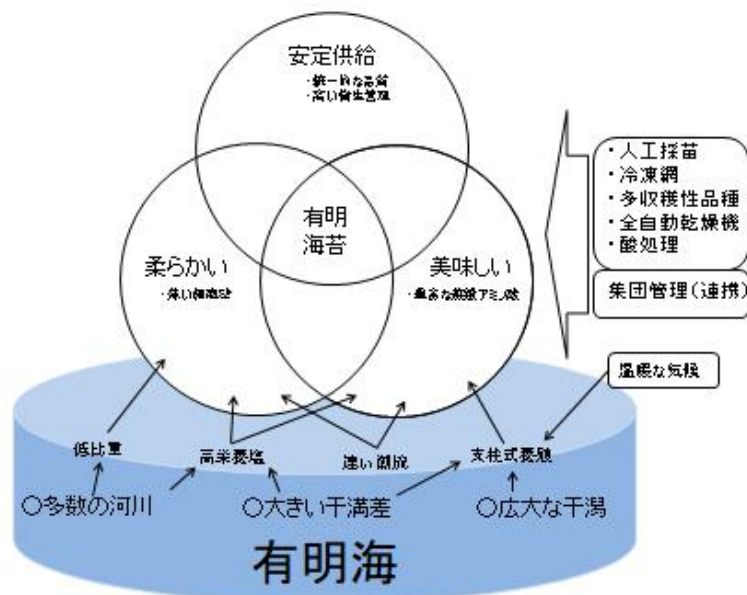 安定供給
・統一的な品質
・高い衛生管理
有明
海苔
柔らかい
・薄い細胞壁
美味しい
・豊富な遊離アミノ酸
・人工採苗
・冷凍網
・多収穫性品種
・全自動乾燥機
・酸処理
集団管理(連携)
温暖な気候
低比重
高栄養塩
速い潮流
支柱式養殖
○多数の河川
○大きい干満差
○広大な干潟
有明海